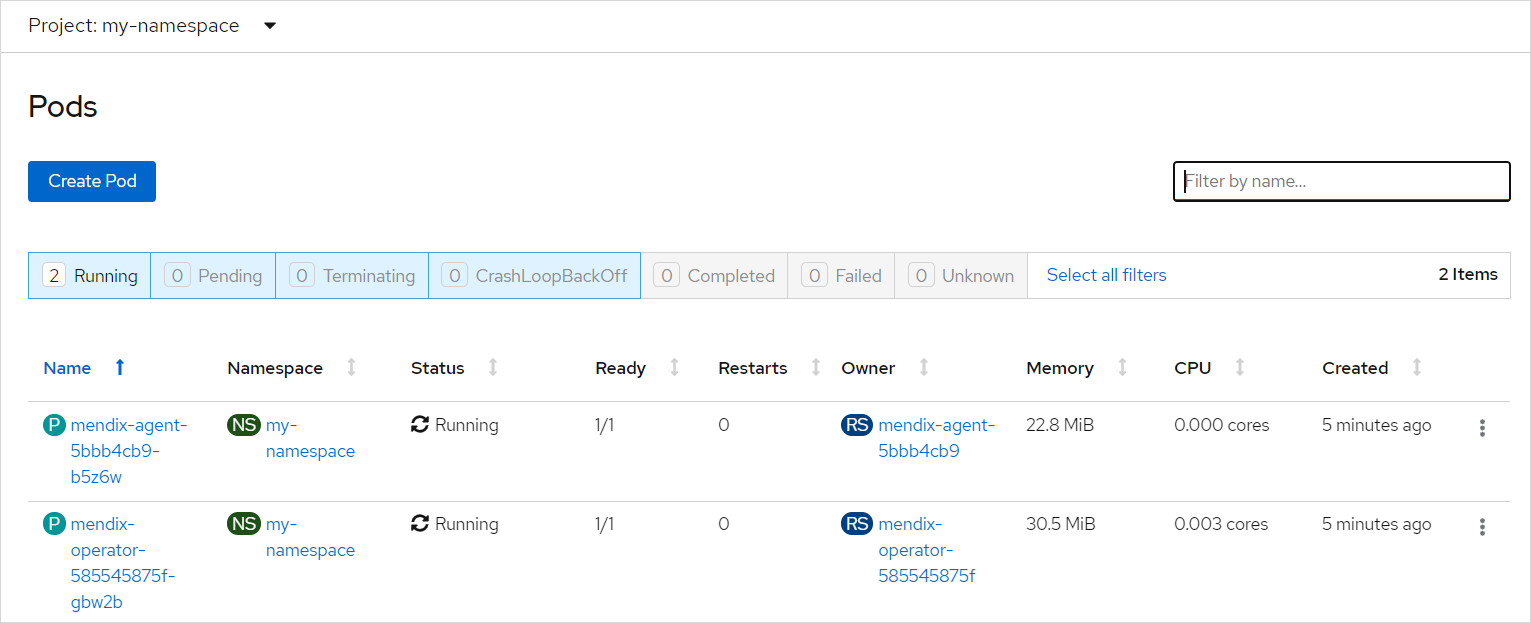 Project: my-namespace
Pods
Create Pod
Filter by name...
2 Running 0 Pending 0 Terminating 0 CrashLoopBackOff 0 Completed 0 Failed 0 Unknown Select all filters 2 Items
Name Namespace Status Ready Restarts Owner Memory CPU Created
P mendix-agent- NS my- Running 1/1 0 RS mendix-agent- 22.8 MiB 0.000 cores 5 minutes ago
5bbb4cb9- namespace 5bbb4cb9
b5z6w
P mendix- NS my- Running 1/1 0 RS mendix- 30.5 MiB 0.003 cores 5 minutes ago
operator- namespace operator-
585545875f- 585545875f
gbw2b